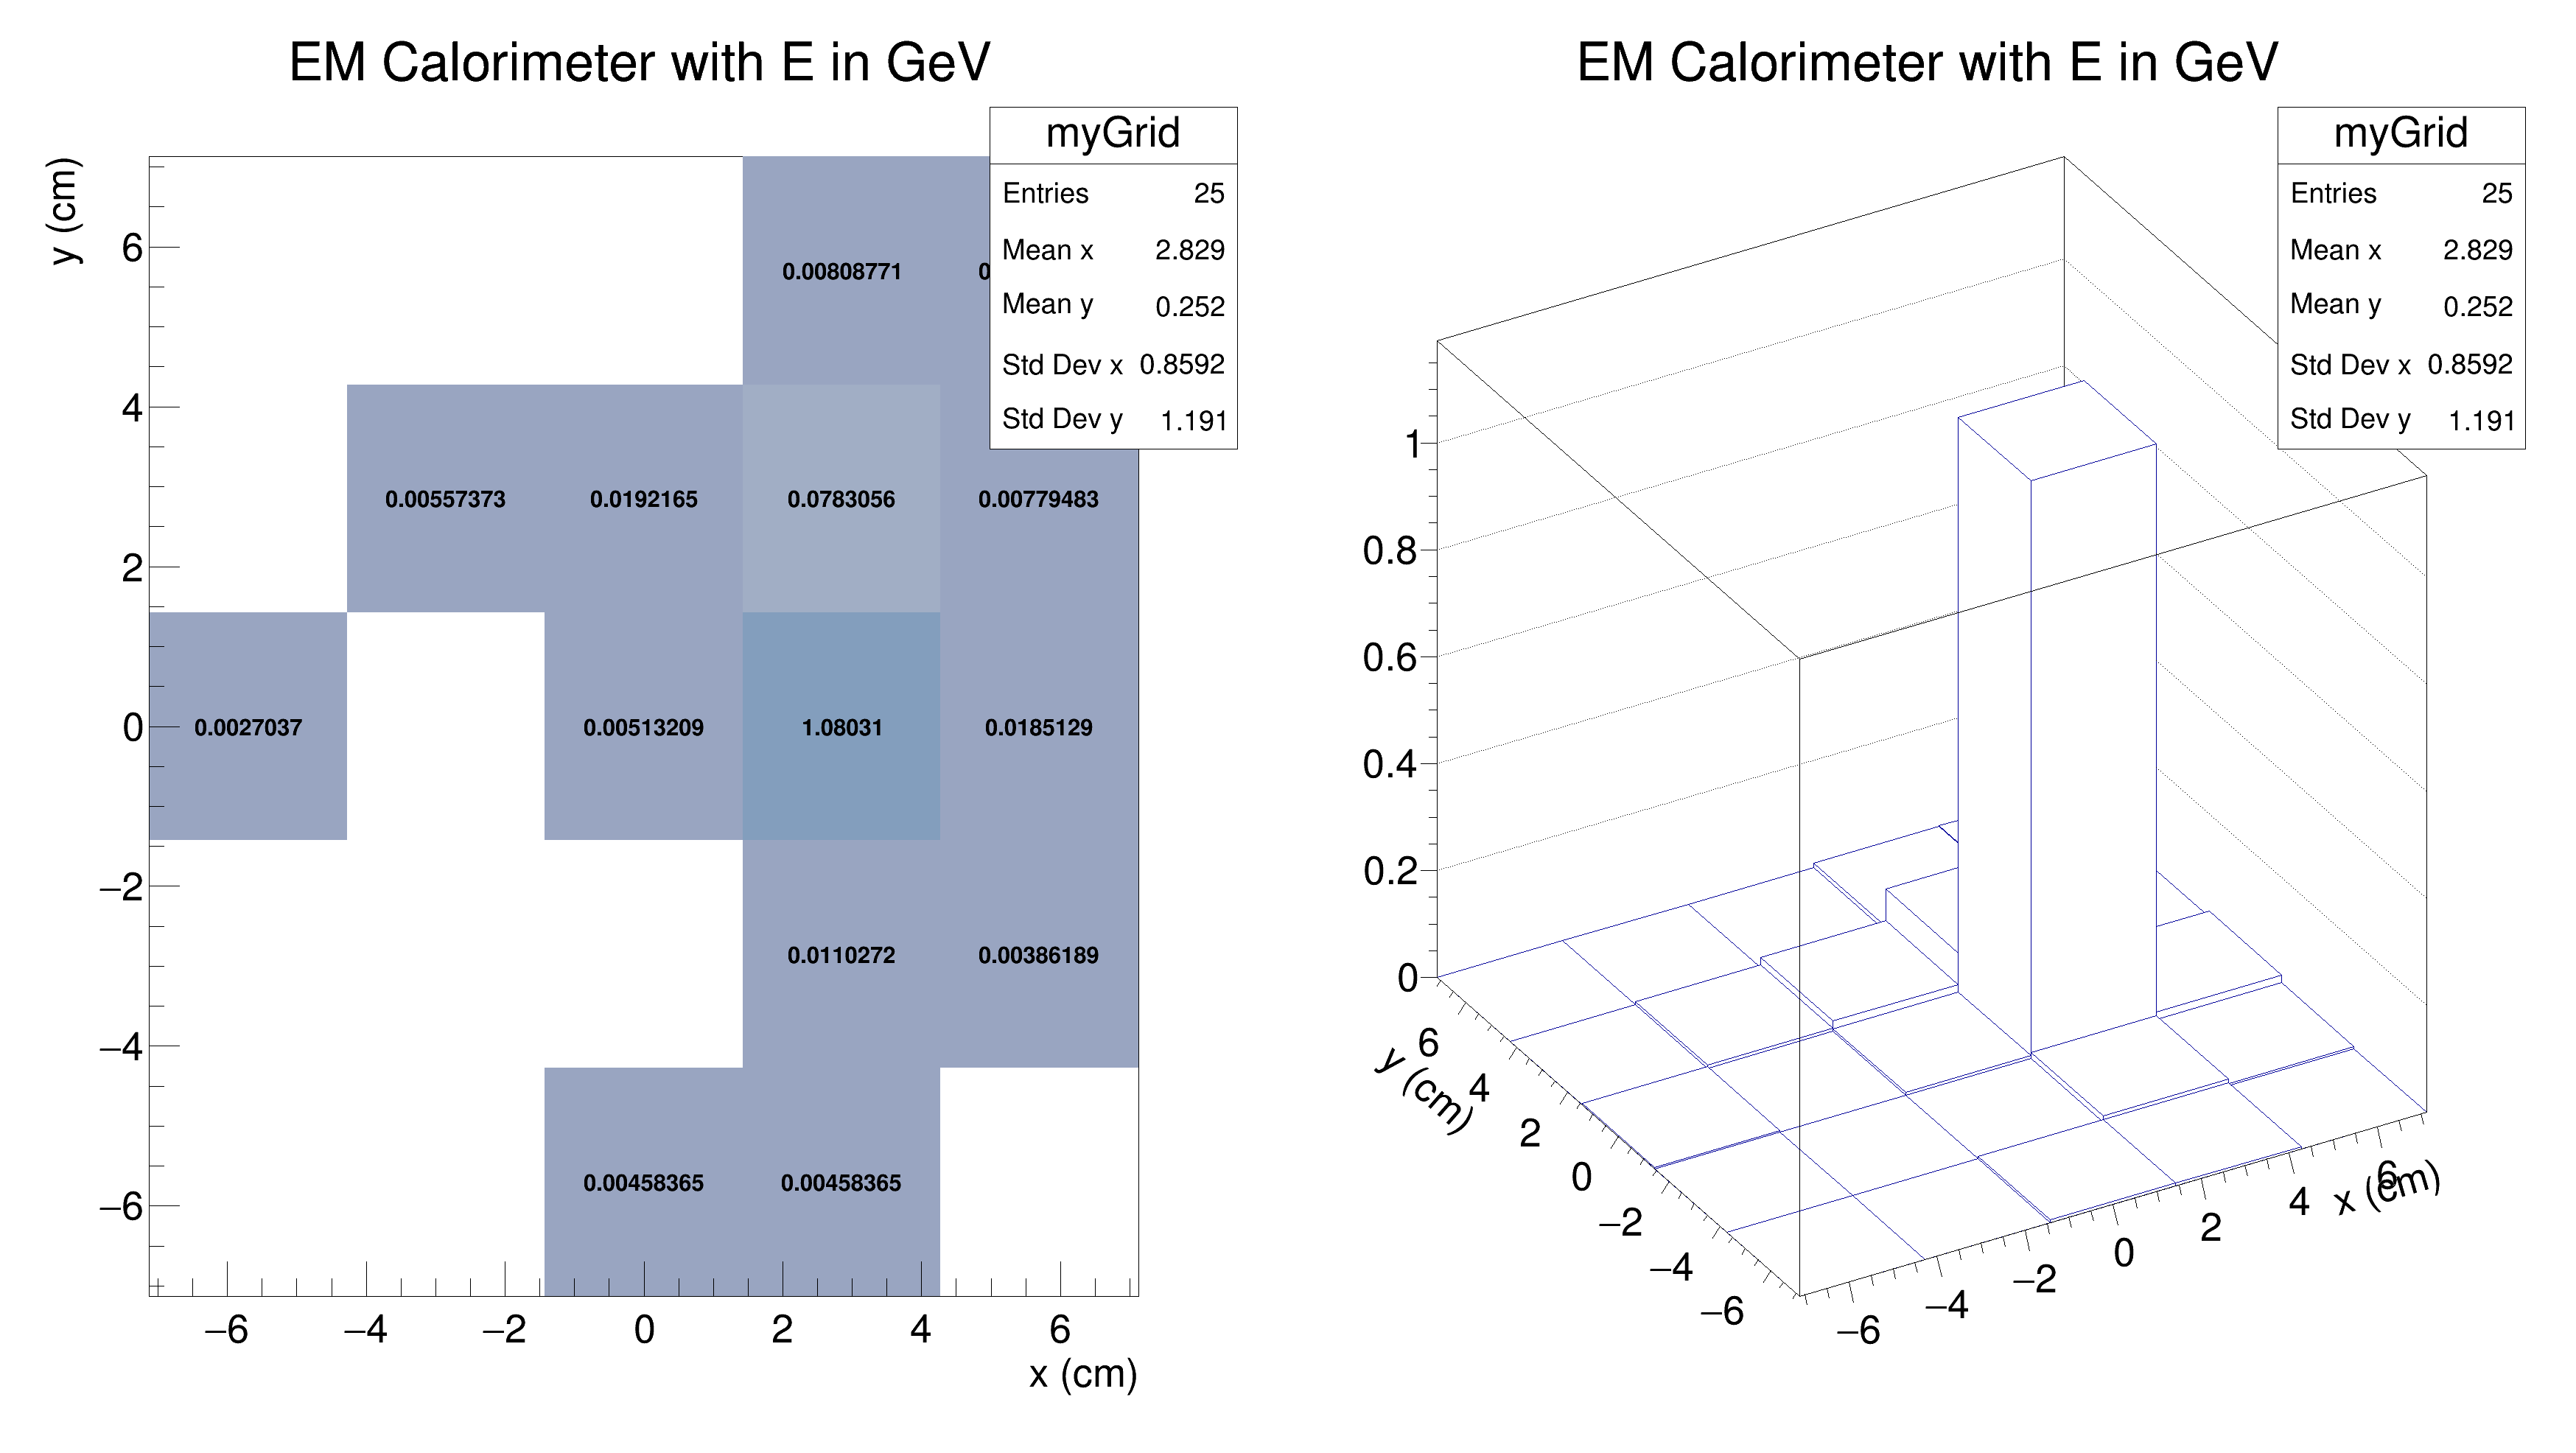 EM Calorimeter with E in GeV
myGrid
Entries 25
Mean x 2.829
Mean y 0.252
Std Dev x 0.8592
Std Dev y 1.191
y (cm)
6
4
2
0
−2
−4
−6
0.00808771
0.00557373 0.0192165 0.0783056 0.00779483
0.0027037 0.00513209 1.08031 0.0185129
0.0110272 0.00386189
0.00458365 0.00458365
−6 −4 −2 0 2 4 6
x (cm)
EM Calorimeter with E in GeV
myGrid
Entries 25
Mean x 2.829
Mean y 0.252
Std Dev x 0.8592
Std Dev y 1.191
1
0.8
0.6
0.4
0.2
0
6
4
2
0
−2
−4
−6
y (cm)
−6
−4
−2
0
2
4
6
x (cm)